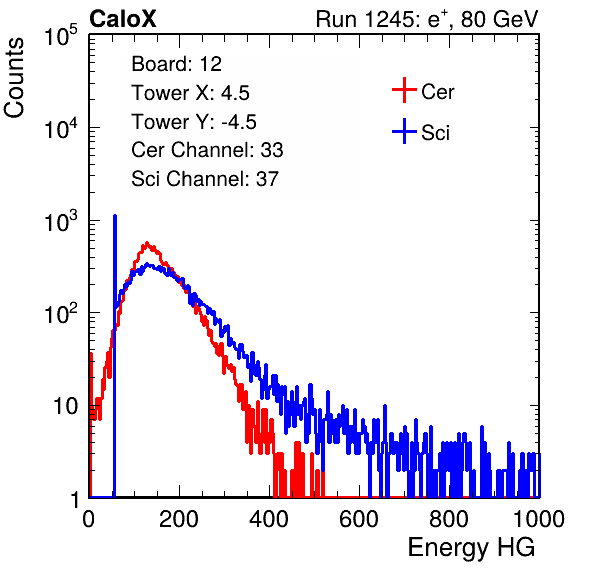 CaloX Run 1245: e⁺, 80 GeV
Counts
Board: 12
Tower X: 4.5
Tower Y: -4.5
Cer Channel: 33
Sci Channel: 37
Cer
Sci
10⁵
10⁴
10³
10²
10
1
0 200 400 600 800 1000
Energy HG